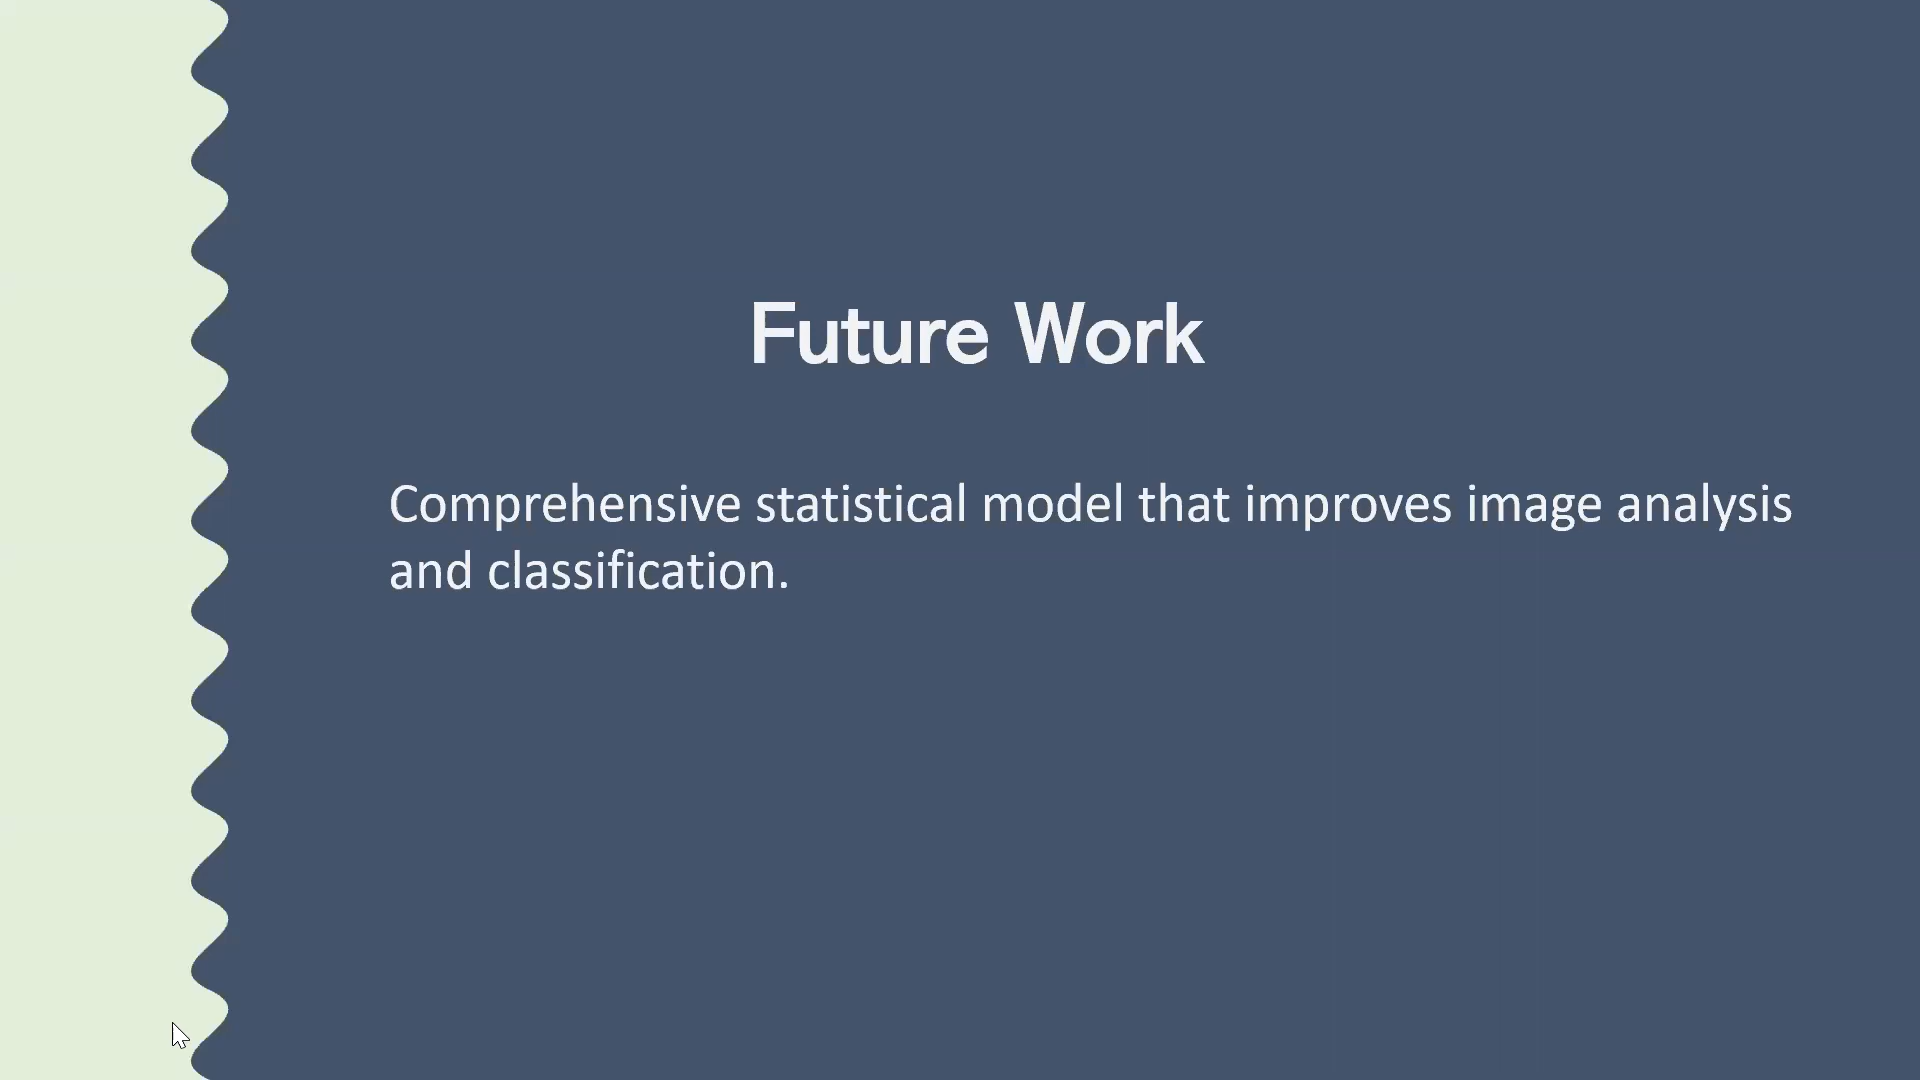 Future Work
Comprehensive statistical model that improves image analysis
and classification.